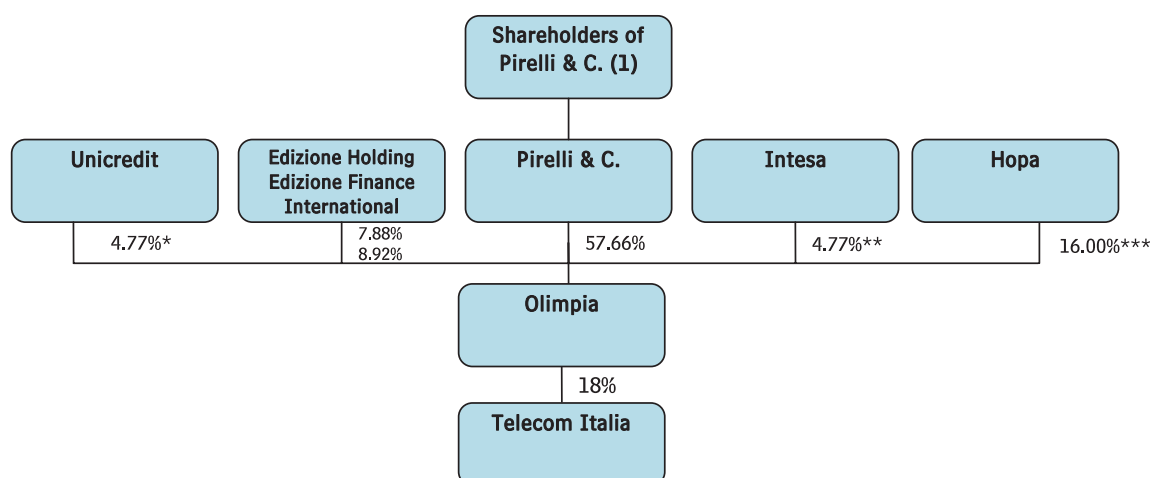 Shareholders of
Pirelli & C. (1)
Unicredit
Edizione Holding
Edizione Finance
International
Pirelli & C.
Intesa
Hopa
4.77%*
7.88%
8.92%
57.66%
4.77%**
16.00%***
Olimpia
18%
Telecom Italia